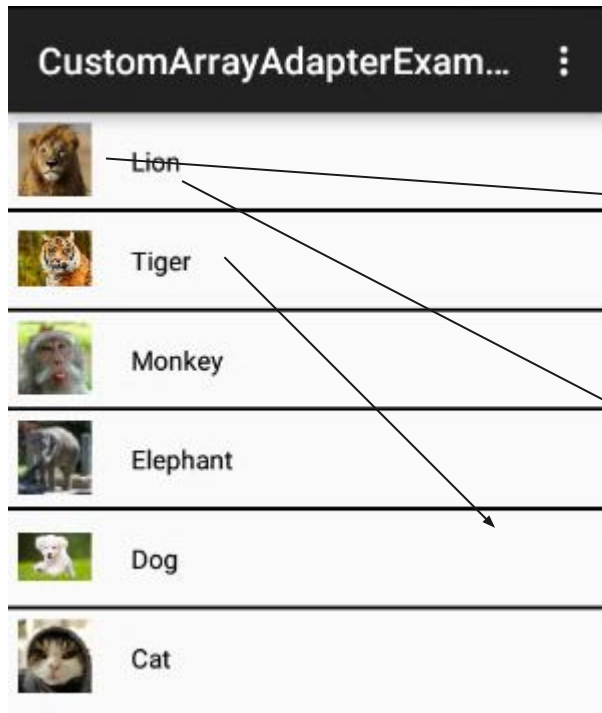 CustomArrayAdapterExam...
Lion
Tiger
Monkey
Elephant
Dog
Cat